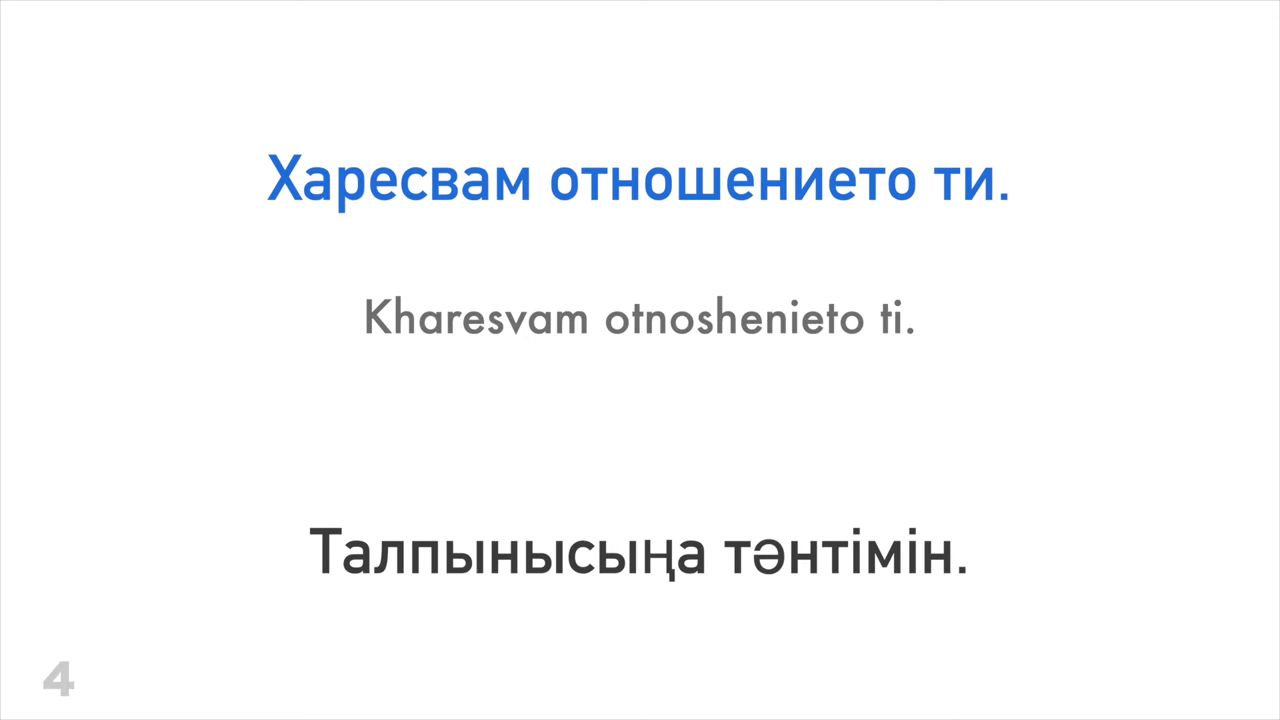 Харесвам отношението ти.
Kharesvam otnoshenieto ti.
Талпынысыңа тәнтімін.
4